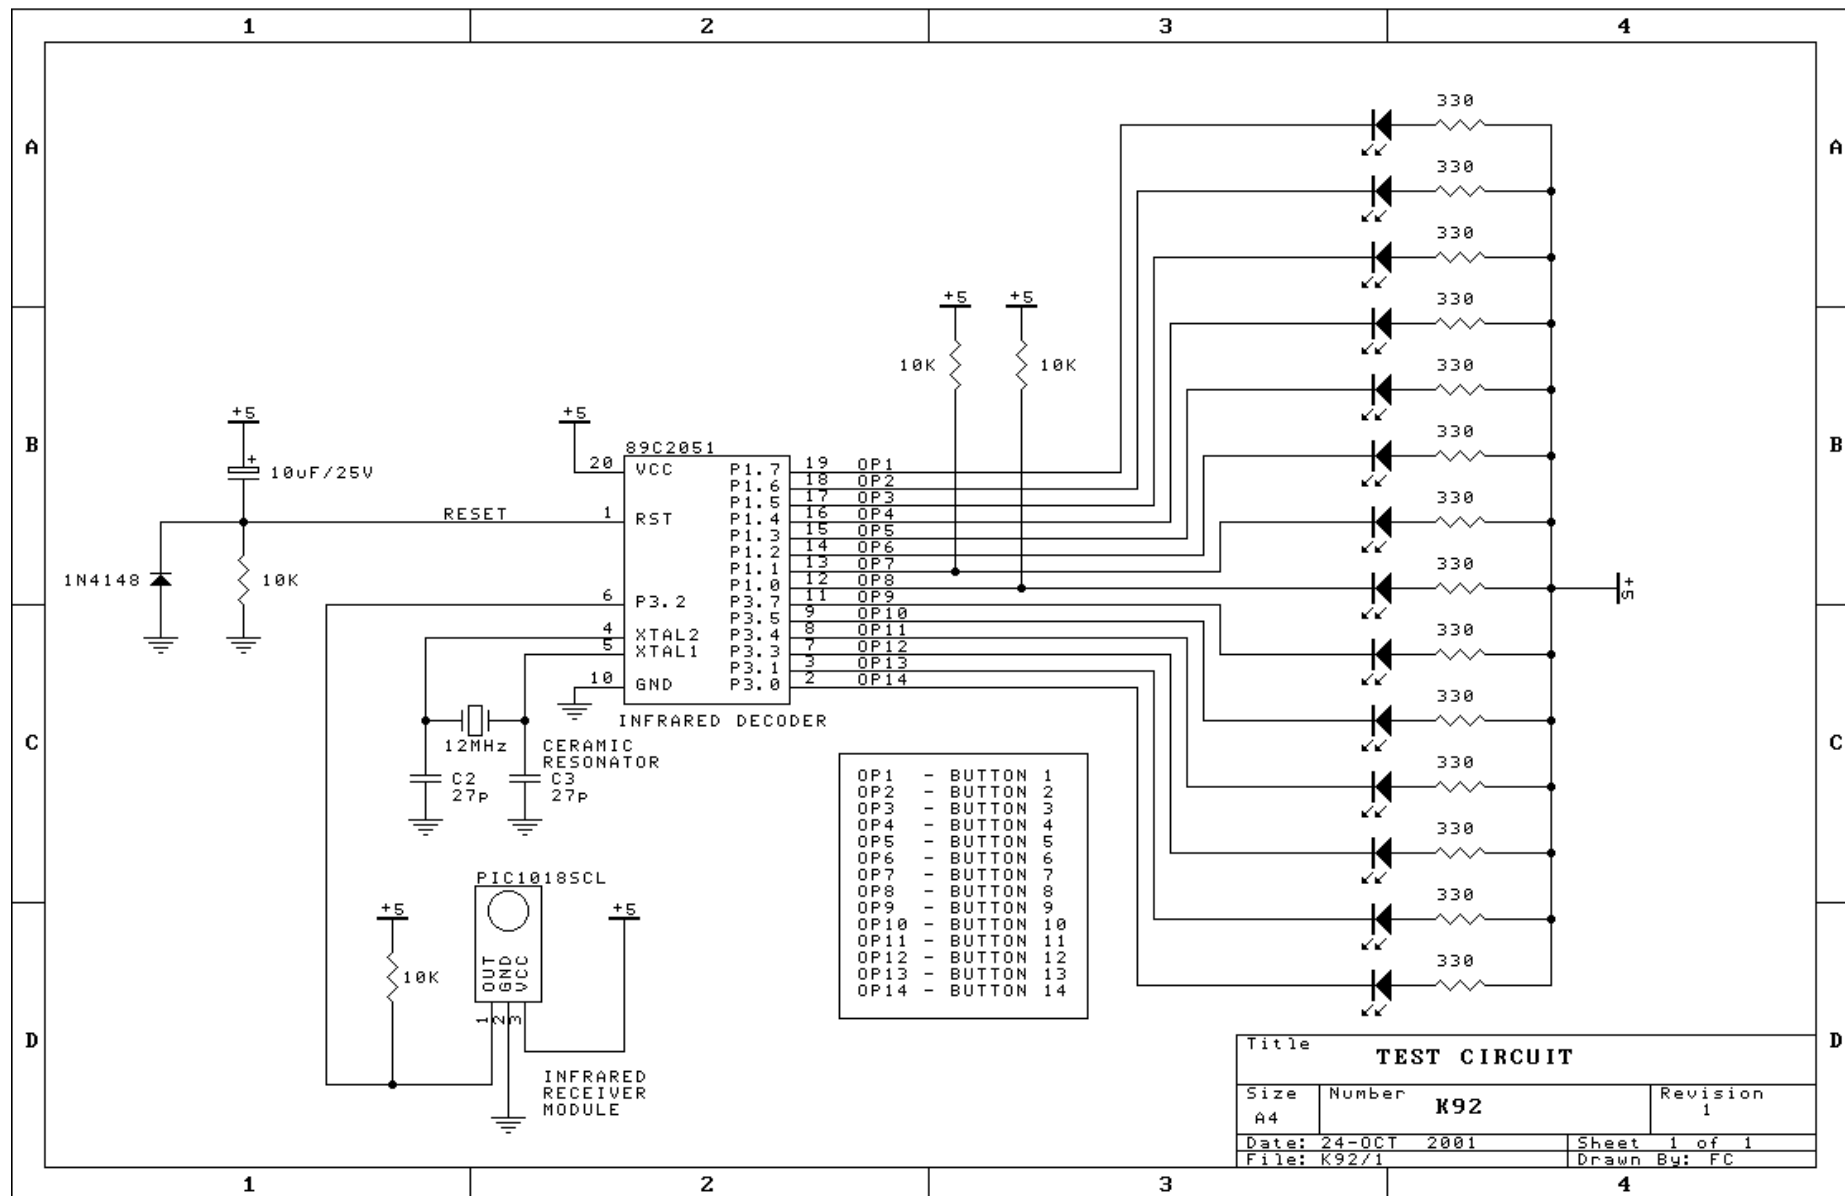 1 2 3 4
A A
B B
C C
D D
1 2 3 4
330
330
330
330
330
330
330
330
330
330
330
330
330
330
+5
+5 +5
10K 10K
+5
+
10uF/25V
RESET
1N4148
10K
+5
89C2051
20 VCC
1 RST
6 P3.2
4 XTAL2
5 XTAL1
10 GND
P1.7 19 OP1
P1.6 18 OP2
P1.5 17 OP3
P1.4 16 OP4
P1.3 15 OP5
P1.2 14 OP6
P1.1 13 OP7
P1.0 12 OP8
P3.7 11 OP9
P3.5 9 OP10
P3.4 8 OP11
P3.3 7 OP12
P3.1 3 OP13
P3.0 2 OP14
INFRARED DECODER
12MHz
CERAMIC
RESONATOR
C2
27p
C3
27p
OP1 - BUTTON 1
OP2 - BUTTON 2
OP3 - BUTTON 3
OP4 - BUTTON 4
OP5 - BUTTON 5
OP6 - BUTTON 6
OP7 - BUTTON 7
OP8 - BUTTON 8
OP9 - BUTTON 9
OP10 - BUTTON 10
OP11 - BUTTON 11
OP12 - BUTTON 12
OP13 - BUTTON 13
OP14 - BUTTON 14
PIC1018SCL
+5
+5
10K
OUT
GND
VCC
1 2 3
INFRARED
RECEIVER
MODULE
Title
TEST CIRCUIT
Size
A4
Number
K92
Revision
1
Date: 24-OCT 2001
Sheet 1 of 1
File: K92/1
Drawn By: FC